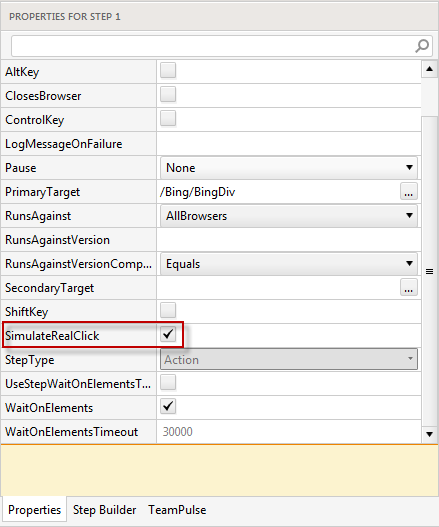 PROPERTIES FOR STEP 1
AltKey
ClosesBrowser
ControlKey
LogMessageOnFailure
Pause None
PrimaryTarget /Bing/BingDiv ...
RunsAgainst AllBrowsers
RunsAgainstVersion
RunsAgainstVersionComp... Equals
SecondaryTarget ...
ShiftKey
SimulateRealClick
StepType Action
UseStepWaitOnElementsT...
WaitOnElements
WaitOnElementsTimeout 30000
Properties Step Builder TeamPulse